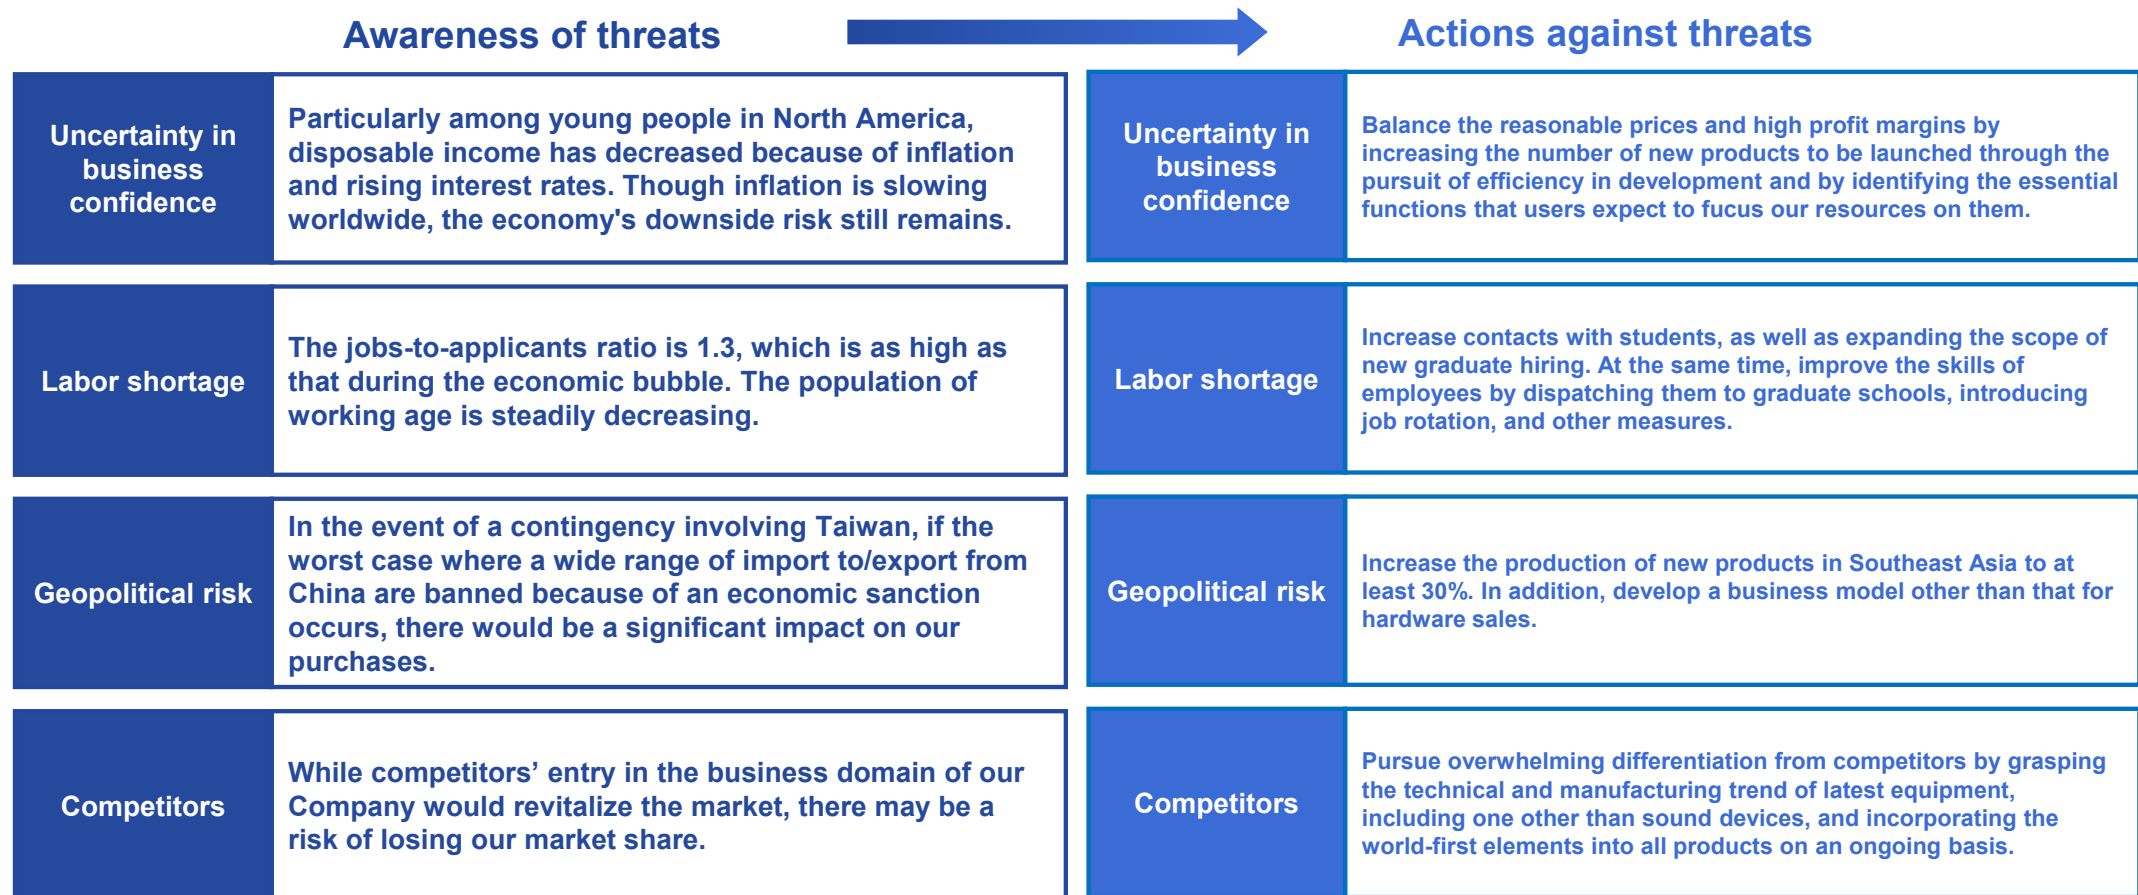 Awareness of threats
Actions against threats
Uncertainty in
business
confidence
Particularly among young people in North America,
disposable income has decreased because of inflation
and rising interest rates. Though inflation is slowing
worldwide, the economy's downside risk still remains.
Uncertainty in
business
confidence
Balance the reasonable prices and high profit margins by
increasing the number of new products to be launched through the
pursuit of efficiency in development and by identifying the essential
functions that users expect to fucus our resources on them.
Labor shortage
The jobs-to-applicants ratio is 1.3, which is as high as
that during the economic bubble. The population of
working age is steadily decreasing.
Labor shortage
Increase contacts with students, as well as expanding the scope of
new graduate hiring. At the same time, improve the skills of
employees by dispatching them to graduate schools, introducing
job rotation, and other measures.
Geopolitical risk
In the event of a contingency involving Taiwan, if the
worst case where a wide range of import to/export from
China are banned because of an economic sanction
occurs, there would be a significant impact on our
purchases.
Geopolitical risk
Increase the production of new products in Southeast Asia to at
least 30%. In addition, develop a business model other than that for
hardware sales.
Competitors
While competitors’ entry in the business domain of our
Company would revitalize the market, there may be a
risk of losing our market share.
Competitors
Pursue overwhelming differentiation from competitors by grasping
the technical and manufacturing trend of latest equipment,
including one other than sound devices, and incorporating the
world-first elements into all products on an ongoing basis.